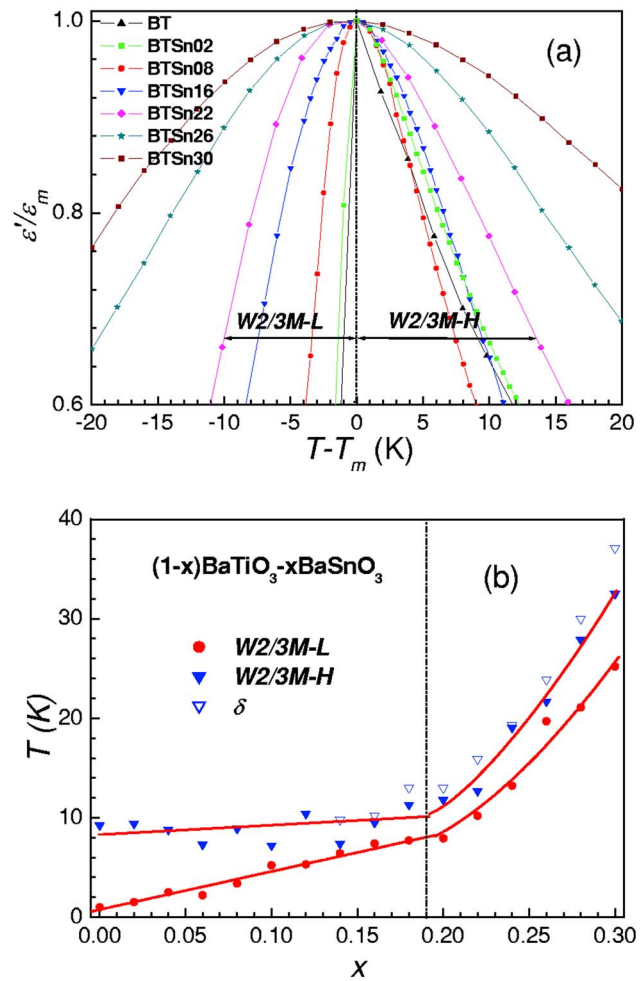 (a)
BT
BTSn02
BTSn08
BTSn16
BTSn22
BTSn26
BTSn30
1.0
0.8
0.6
ε'/εm
W2/3M-L
W2/3M-H
-20 -15 -10 -5 0 5 10 15 20
T-Tm (K)
(b)
(1-x)BaTiO3-xBaSnO3
W2/3M-L
W2/3M-H
δ
40
30
20
10
0
T (K)
0.00 0.05 0.10 0.15 0.20 0.25 0.30
x